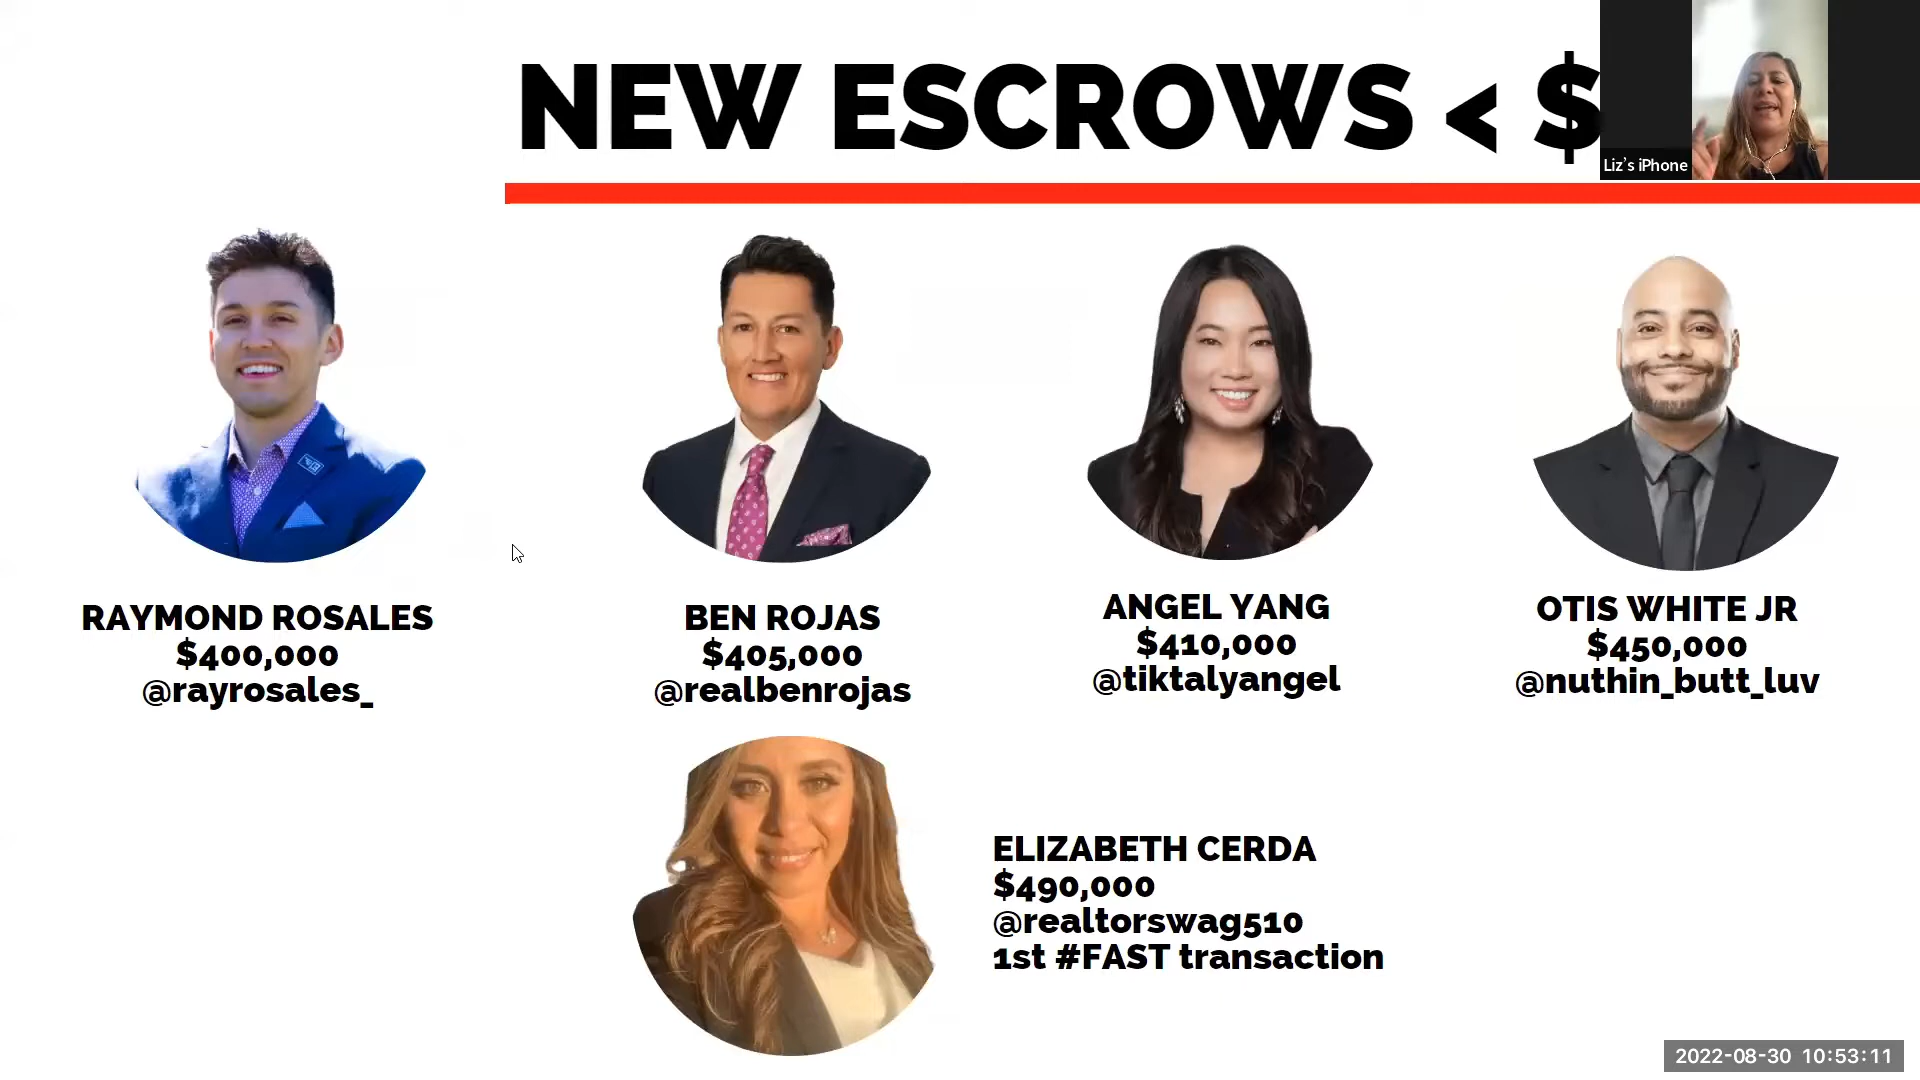 NEW ESCROWS < $
Liz's iPhone
RAYMOND ROSALES
$400,000
@rayrosales_
BEN ROJAS
$405,000
@realbenrojas
ANGEL YANG
$410,000
@tiktalyangel
OTIS WHITE JR
$450,000
@nuthin_butt_luv
ELIZABETH CERDA
$490,000
@realtorswag510
1st #FAST transaction
2022-08-30 10:53:11